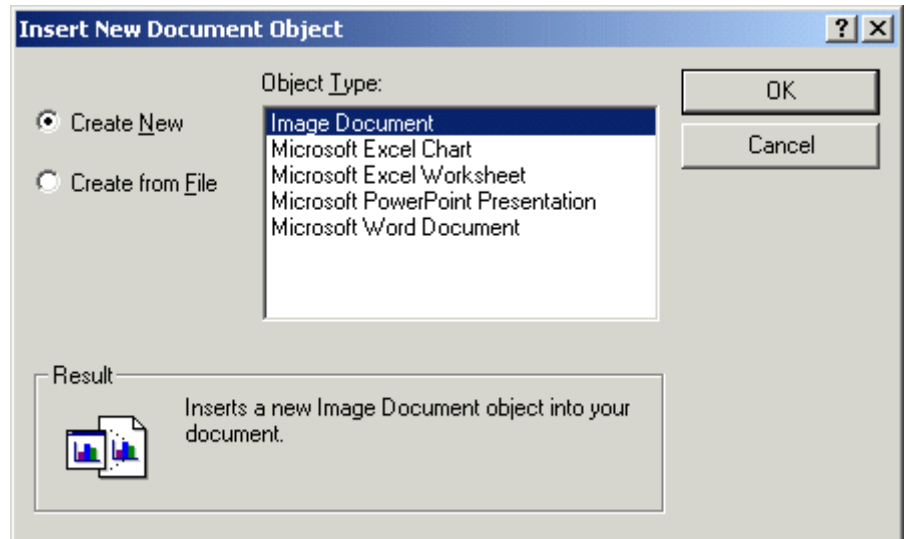 Insert New Document Object
Object Type:
Create New
Create from File
Image Document
Microsoft Excel Chart
Microsoft Excel Worksheet
Microsoft PowerPoint Presentation
Microsoft Word Document
OK
Cancel
Result
Inserts a new Image Document object into your
document.